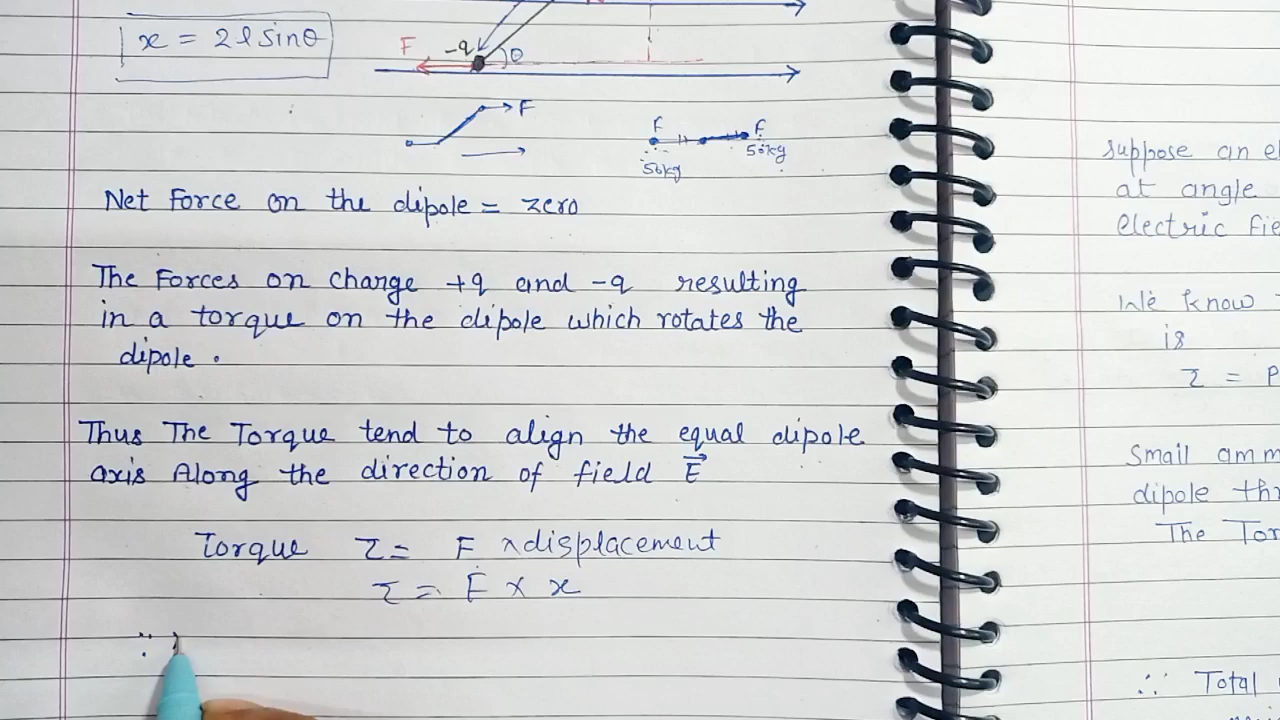 x = 2l sinθ
F
-q
θ
F
F
F
50kg
50kg
Net Force on the dipole = zero
The Forces on charge +q and -q resulting
in a torque on the dipole which rotates the
dipole.
Thus The Torque tend to align the equal dipole
axis Along the direction of field E⃗
Torque τ = F × displacement
τ = F × x
∵
suppose an el
at angle
electric fie
We know
is
τ = P
Small amm
dipole thr
The Tor
∴ Total